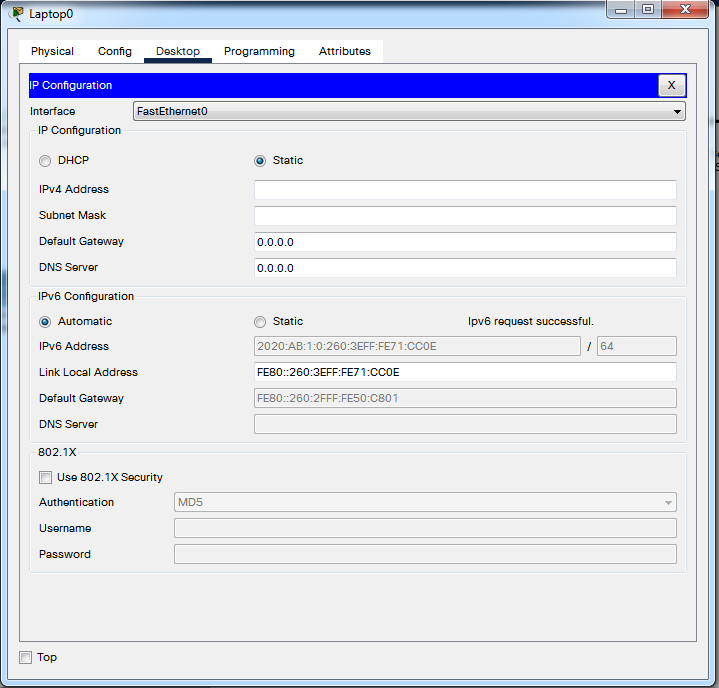 Laptop0
Physical Config Desktop Programming Attributes
IP Configuration X
Interface FastEthernet0
IP Configuration
DHCP Static
IPv4 Address
Subnet Mask
Default Gateway 0.0.0.0
DNS Server 0.0.0.0
IPv6 Configuration
Automatic Static Ipv6 request successful.
IPv6 Address 2020:AB:1:0:260:3EFF:FE71:CC0E / 64
Link Local Address FE80::260:3EFF:FE71:CC0E
Default Gateway FE80::260:2FFF:FE50:C801
DNS Server
802.1X
Use 802.1X Security
Authentication MD5
Username
Password
Top